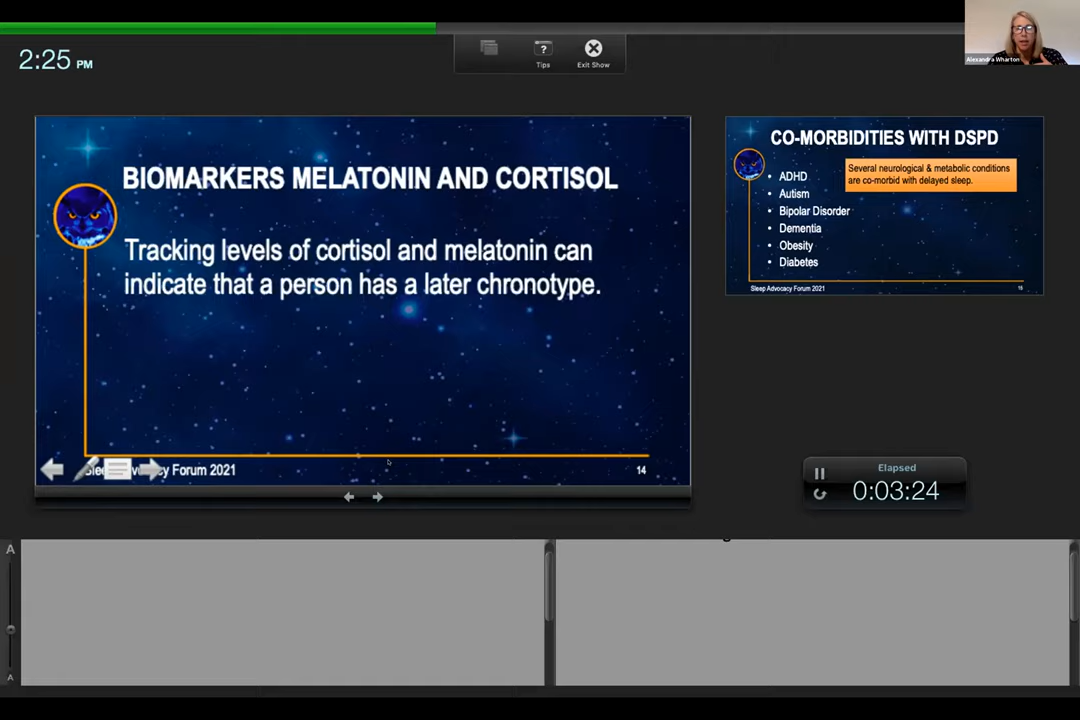 2:25 PM
Tips
Exit Show
Alexandra Wharton
BIOMARKERS MELATONIN AND CORTISOL
Tracking levels of cortisol and melatonin can
indicate that a person has a later chronotype.
Forum 2021
14
CO-MORBIDITIES WITH DSPD
Several neurological & metabolic conditions
are co-morbid with delayed sleep.
• ADHD
• Autism
• Bipolar Disorder
• Dementia
• Obesity
• Diabetes
Sleep Advocacy Forum 2021
Elapsed
0:03:24
A
A